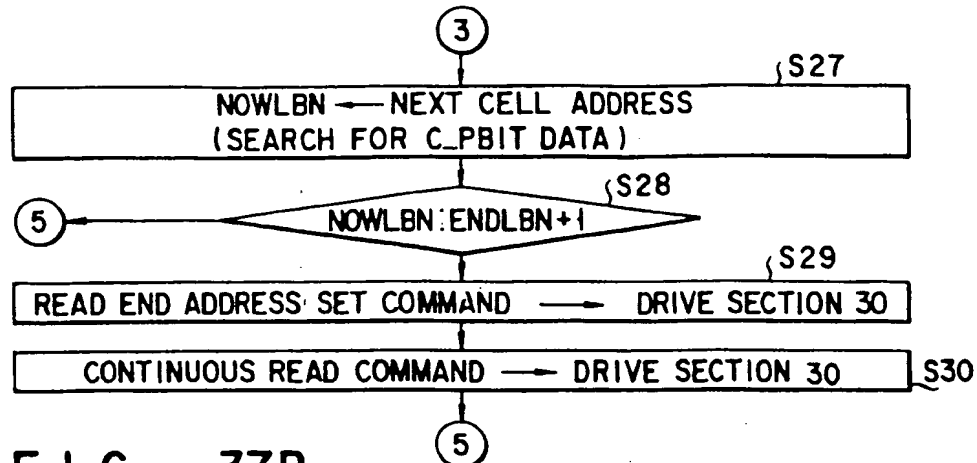 3
S27
NOWLBN ← NEXT CELL ADDRESS
(SEARCH FOR C_PBIT DATA)
S28
5
NOWLBN:ENDLBN+1
S29
READ END ADDRESS SET COMMAND → DRIVE SECTION 30
CONTINUOUS READ COMMAND → DRIVE SECTION 30
S30
5